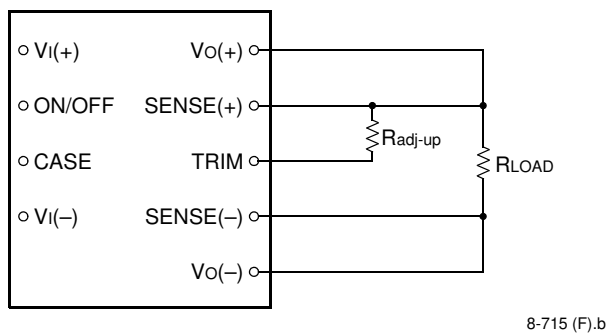 VI(+) VO(+)
ON/OFF SENSE(+)
Radj-up
CASE TRIM
RLOAD
VI(–) SENSE(–)
VO(–)
8-715 (F).b